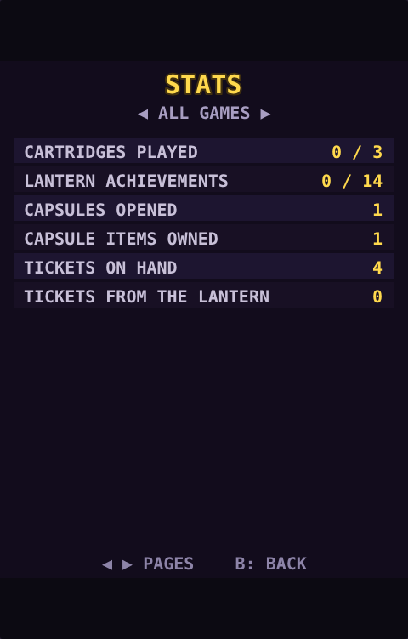 STATS
◀ ALL GAMES ▶
CARTRIDGES PLAYED 0 / 3
LANTERN ACHIEVEMENTS 0 / 14
CAPSULES OPENED 1
CAPSULE ITEMS OWNED 1
TICKETS ON HAND 4
TICKETS FROM THE LANTERN 0
◀ ▶ PAGES B: BACK